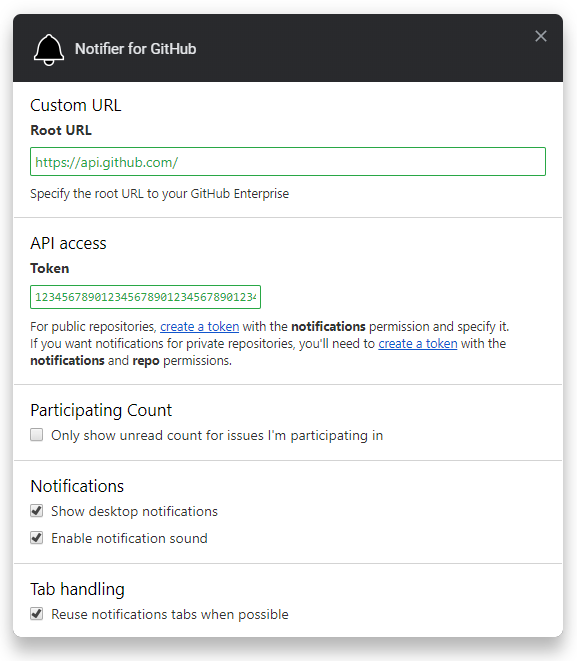 Notifier for GitHub
Custom URL
Root URL
https://api.github.com/
Specify the root URL to your GitHub Enterprise
API access
Token
1234567890123456789012345678901234
For public repositories, create a token with the notifications permission and specify it.
If you want notifications for private repositories, you'll need to create a token with the
notifications and repo permissions.
Participating Count
Only show unread count for issues I'm participating in
Notifications
Show desktop notifications
Enable notification sound
Tab handling
Reuse notifications tabs when possible